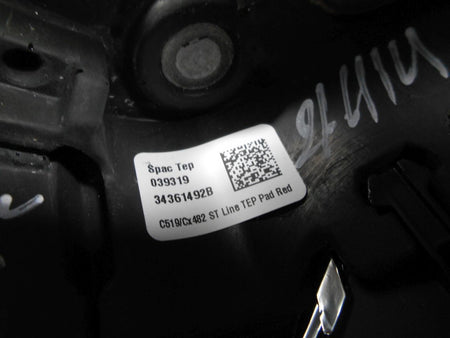 Spac Tep
039319
34361492B
C519/Cx482 ST Line TEP Pad Red